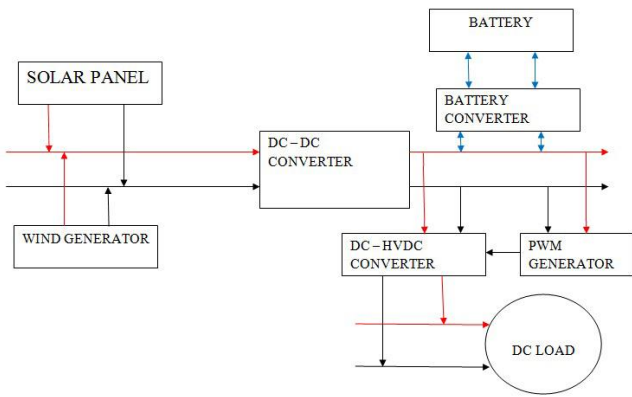 BATTERY
SOLAR PANEL
BATTERY
CONVERTER
DC – DC
CONVERTER
WIND GENERATOR
DC – HVDC
CONVERTER
PWM
GENERATOR
DC LOAD